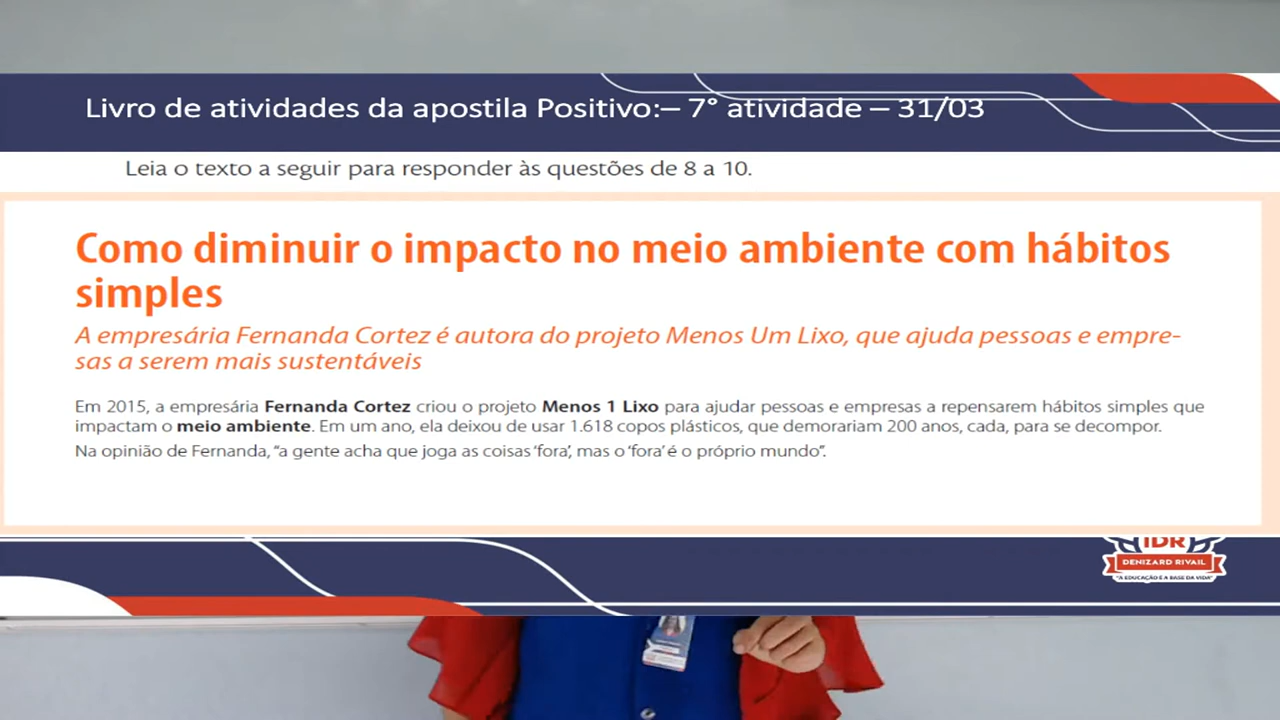 Livro de atividades da apostila Positivo:– 7° atividade – 31/03
Leia o texto a seguir para responder às questões de 8 a 10.
Como diminuir o impacto no meio ambiente com hábitos
simples
A empresária Fernanda Cortez é autora do projeto Menos Um Lixo, que ajuda pessoas e empre-
sas a serem mais sustentáveis
Em 2015, a empresária Fernanda Cortez criou o projeto Menos 1 Lixo para ajudar pessoas e empresas a repensarem hábitos simples que
impactam o meio ambiente. Em um ano, ela deixou de usar 1.618 copos plásticos, que demorariam 200 anos, cada, para se decompor.
Na opinião de Fernanda, “a gente acha que joga as coisas ‘fora’, mas o ‘fora’ é o próprio mundo”.
IDR
DENIZARD RIVAIL
"A EDUCAÇÃO É A BASE DA VIDA"